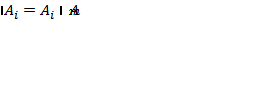 |A_i = A_i |